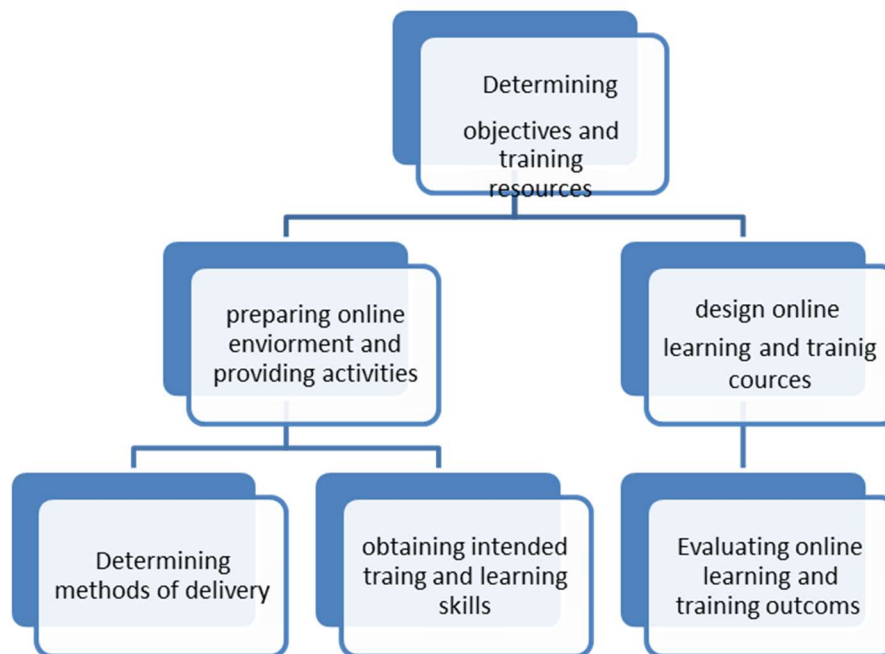 Determining
objectives and
training
resources
preparing online
enviorment and
providing activities
design online
learning and trainig
cources
Determining
methods of delivery
obtaining intended
traing and learning
skills
Evaluating online
learning and
training outcoms